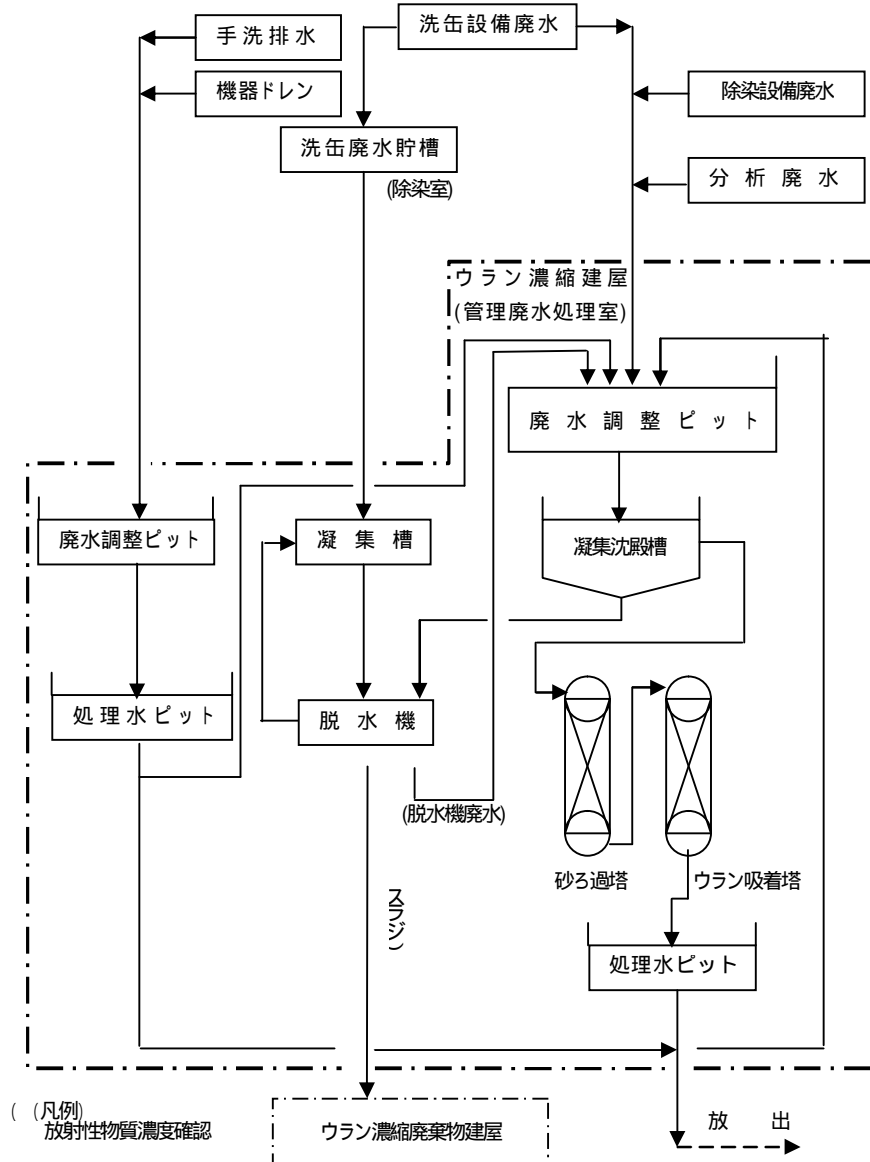 手洗排水
洗缶設備廃水
機器ドレン
除染設備廃水
洗缶廃水貯槽
(除染室)
分析廃水
ウラン濃縮建屋
(管理廃水処理室)
廃水調整ピット
廃水調整ピット
凝集槽
凝集沈殿槽
処理水ピット
脱水機
(脱水機廃水)
砂ろ過塔
ウラン吸着塔
スラジ
処理水ピット
( (凡例)
放射性物質濃度確認
ウラン濃縮廃棄物建屋
放出